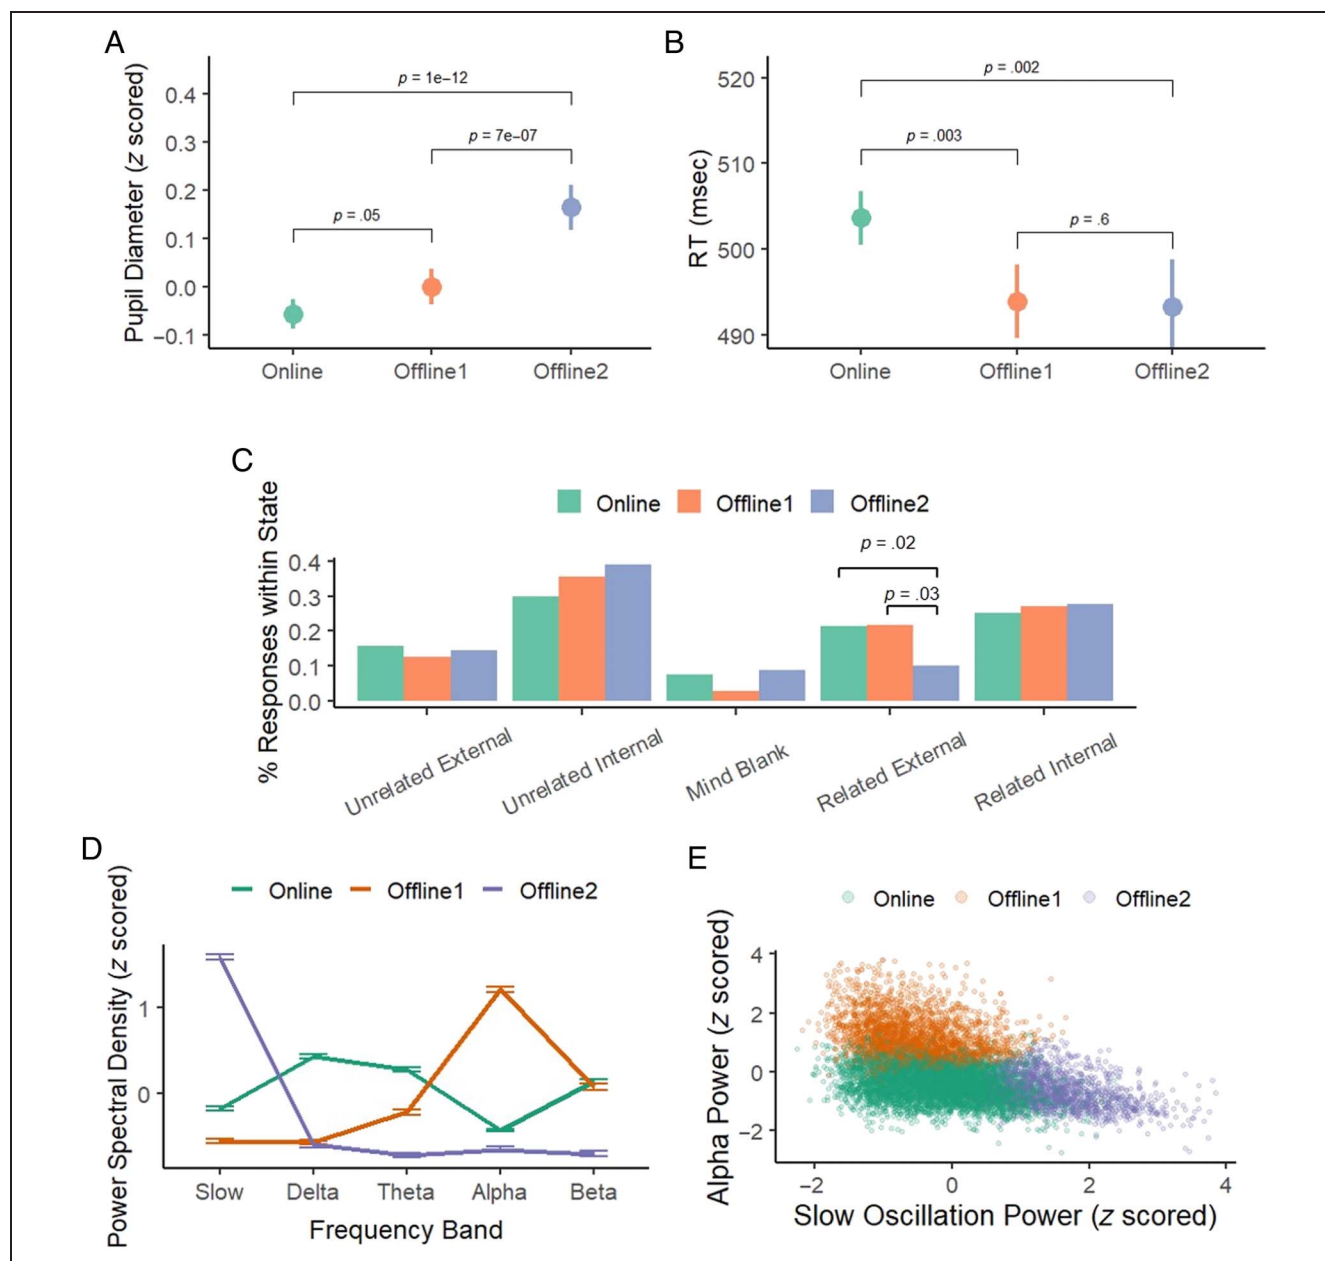 A
Pupil Diameter (z scored)
0.4
0.3
0.2
0.1
0.0
−0.1
p = 1e−12
p = 7e−07
p = .05
Online Offline1 Offline2
B
RT (msec)
520
510
500
490
p = .002
p = .003
p = .6
Online Offline1 Offline2
C
% Responses within State
Online Offline1 Offline2
0.4
0.3
0.2
0.1
0.0
p = .02
p = .03
Unrelated External
Unrelated Internal
Mind Blank
Related External
Related Internal
D
Power Spectral Density (z scored)
Online Offline1 Offline2
1
0
Slow Delta Theta Alpha Beta
Frequency Band
E
Alpha Power (z scored)
Online Offline1 Offline2
4
2
0
−2
−2 0 2 4
Slow Oscillation Power (z scored)